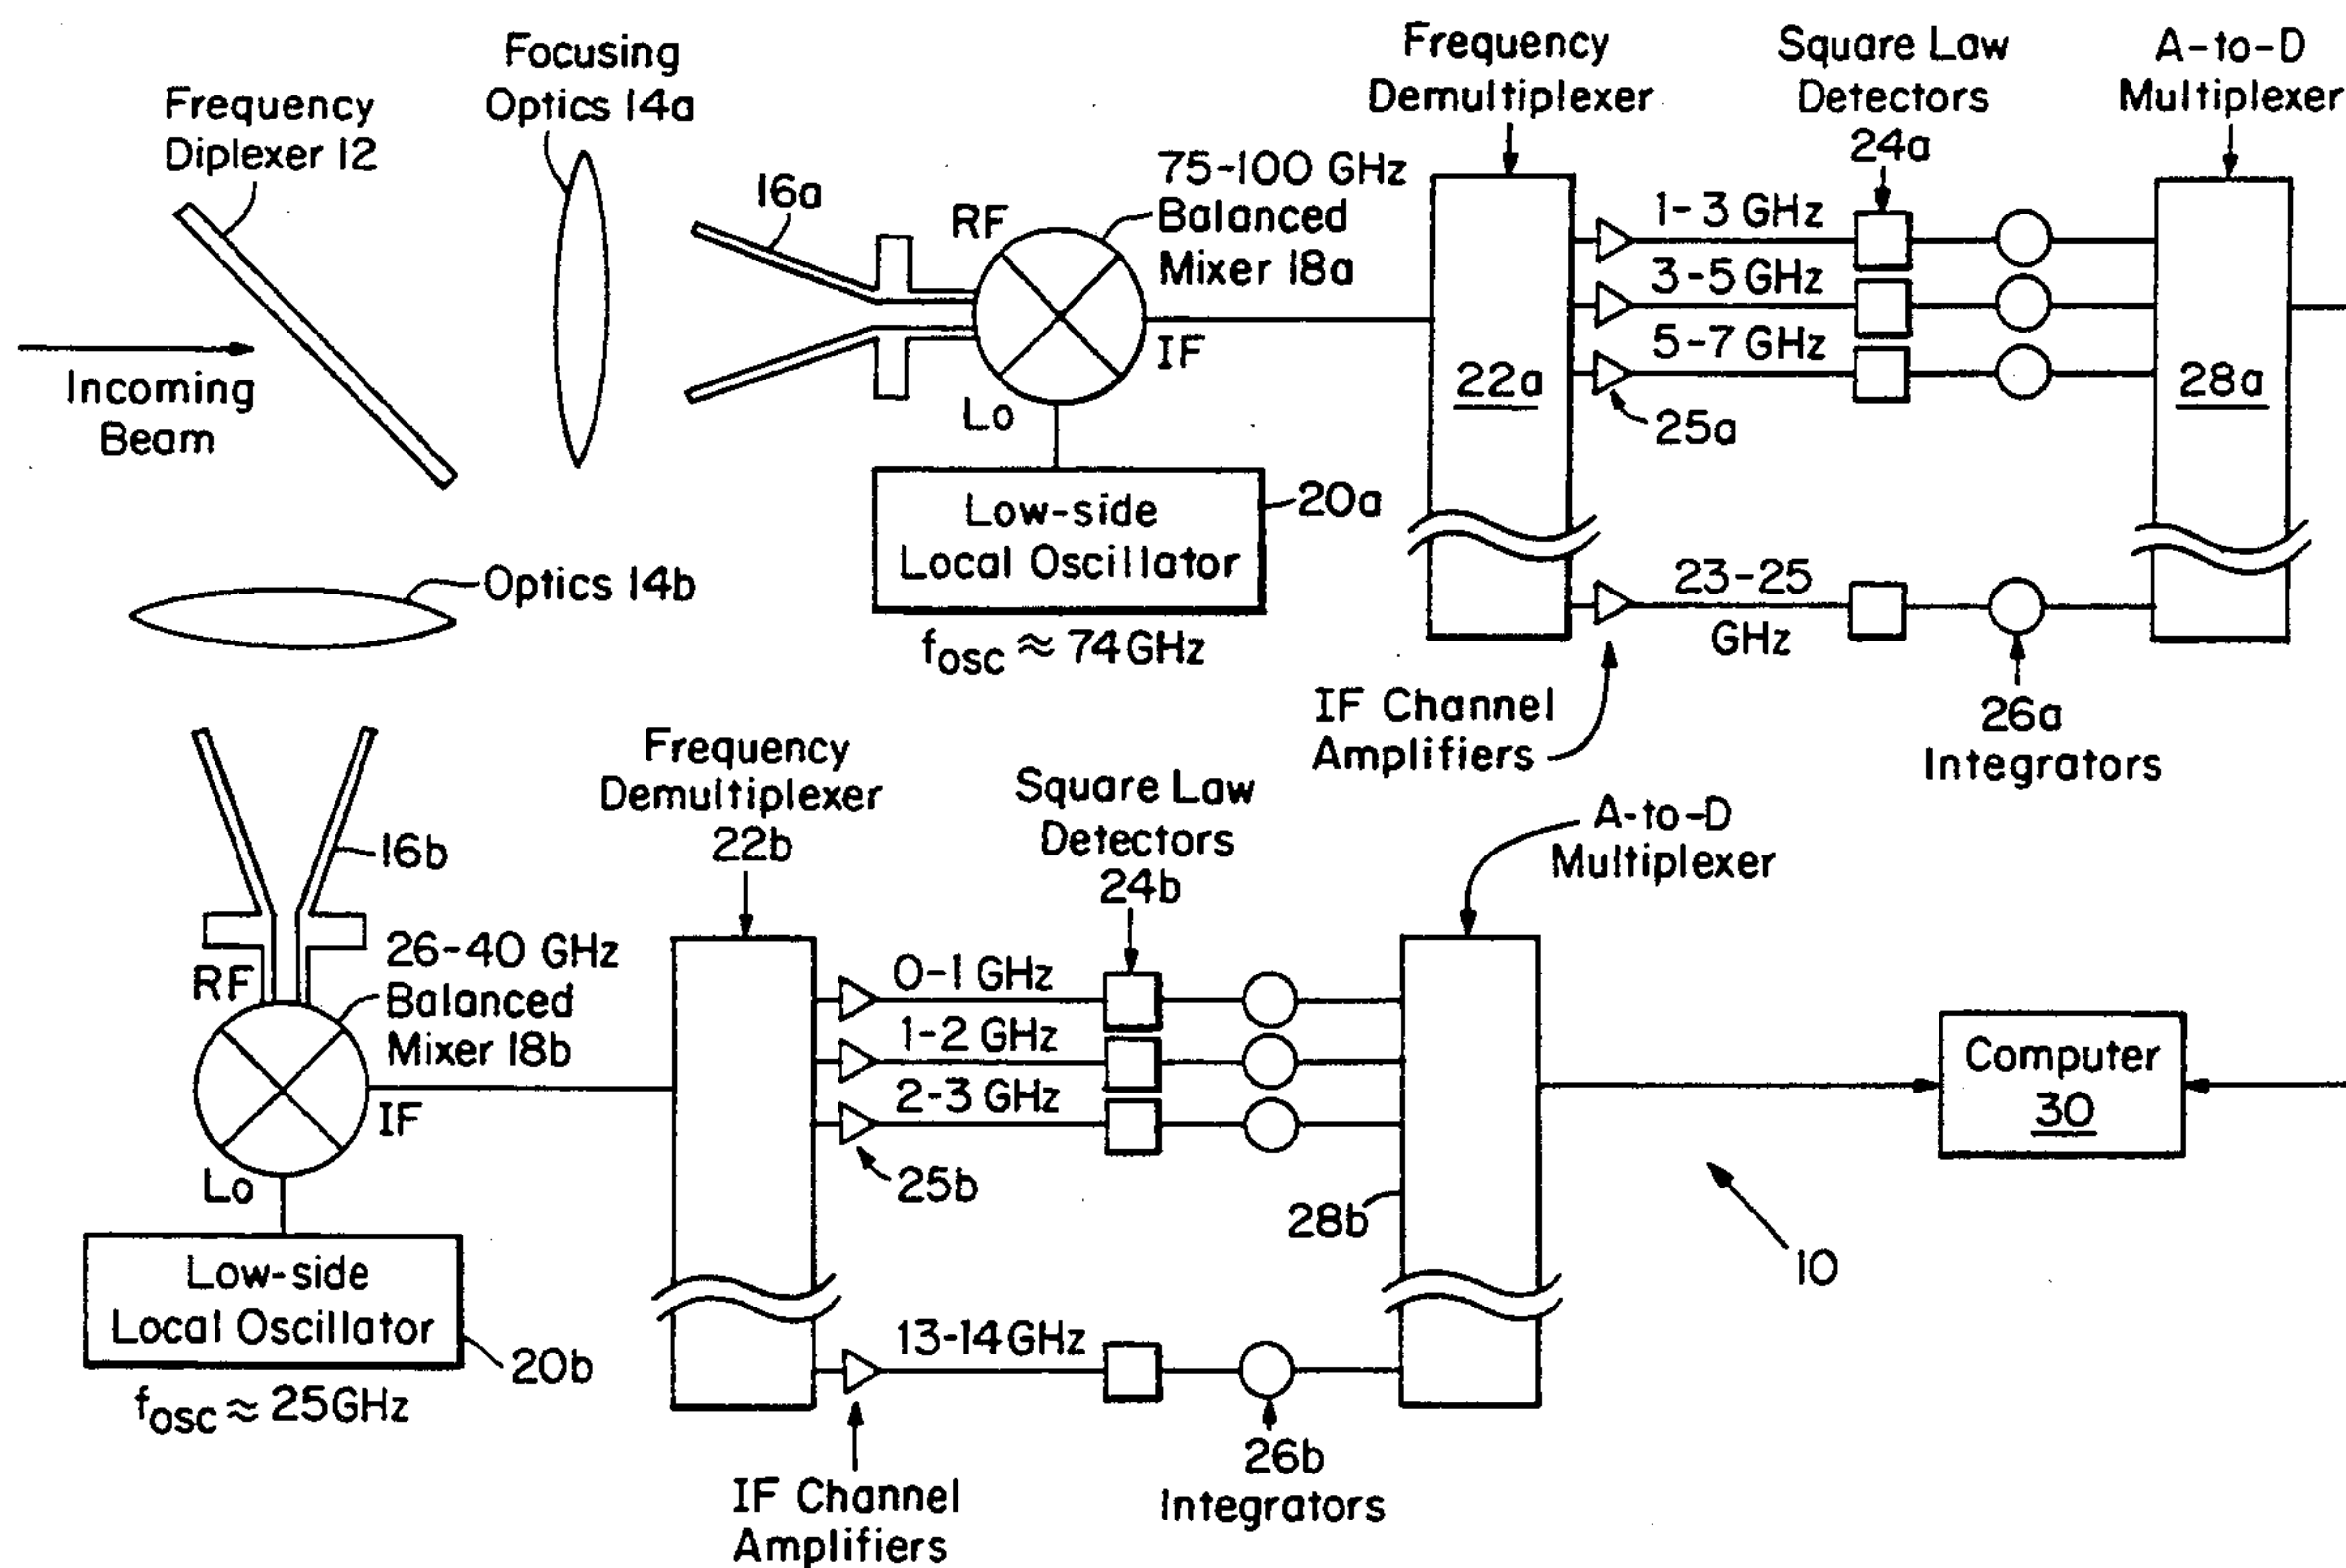 Frequency
Diplexer 12
Focusing
Optics 14a
Frequency
Demultiplexer
Square Law
Detectors
24a
A-to-D
Multiplexer
16a
RF
75-100 GHz
Balanced
Mixer 18a
IF
Lo
Incoming
Beam
Low-side
Local Oscillator
20a
fosc ≈ 74GHz
22a
1-3 GHz
3-5 GHz
5-7 GHz
25a
23-25
GHz
28a
IF Channel
Amplifiers
26a
Integrators
Optics 14b
16b
RF
26-40 GHz
Balanced
Mixer 18b
IF
Lo
Low-side
Local Oscillator
20b
fosc ≈ 25GHz
Frequency
Demultiplexer
22b
Square Law
Detectors
24b
A-to-D
Multiplexer
0-1 GHz
1-2 GHz
2-3 GHz
25b
28b
13-14GHz
IF Channel
Amplifiers
26b
Integrators
Computer
30
10